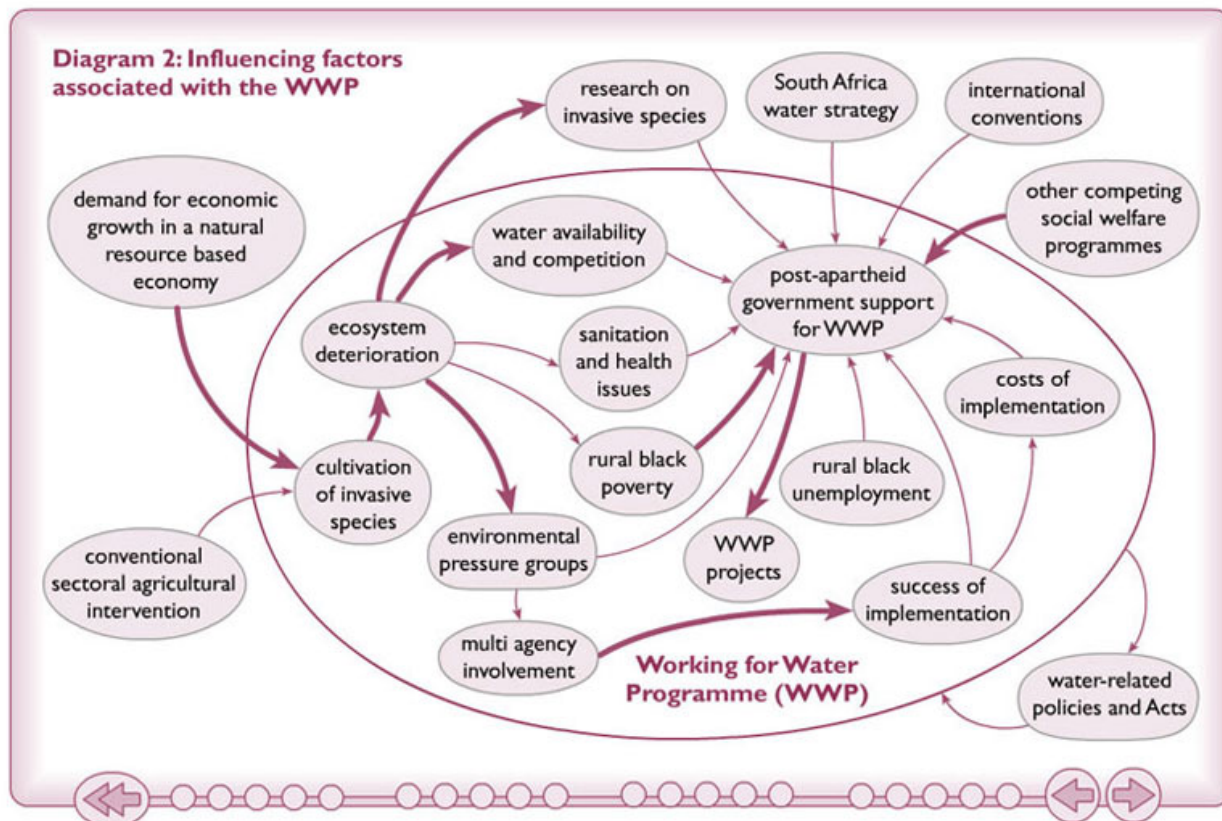 Diagram 2: Influencing factors
associated with the WWP
research on
invasive species
South Africa
water strategy
international
conventions
demand for economic
growth in a natural
resource based
economy
other competing
social welfare
programmes
water availability
and competition
post-apartheid
government support
for WWP
ecosystem
deterioration
sanitation
and health
issues
costs of
implementation
cultivation
of invasive
species
rural black
poverty
rural black
unemployment
conventional
sectoral agricultural
intervention
environmental
pressure groups
WWP
projects
success of
implementation
multi agency
involvement
Working for Water
Programme (WWP)
water-related
policies and Acts